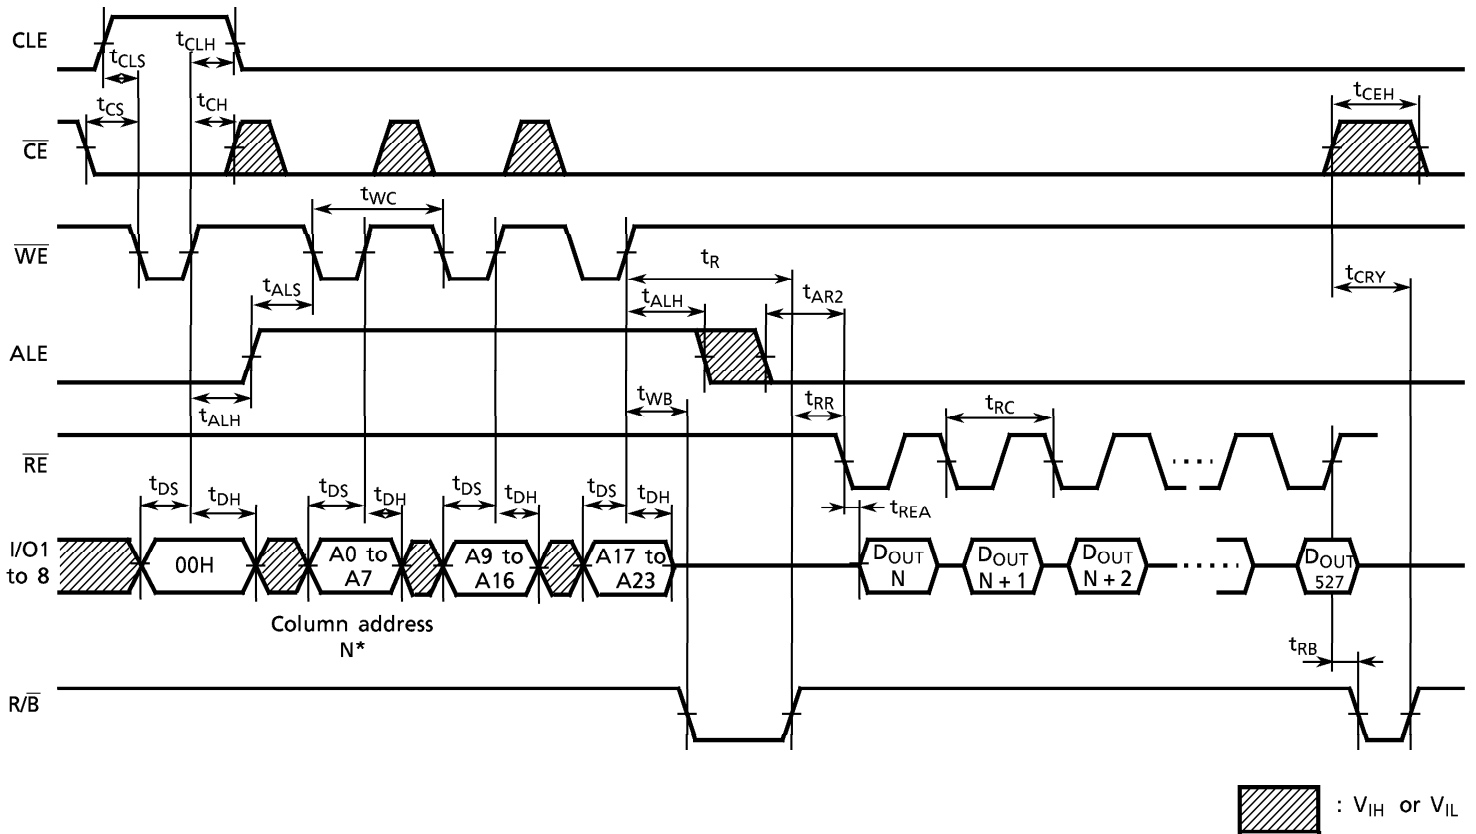 CLE
tCLS
tCLH
tCS
tCH
tCEH
CE
tWC
WE
tR
tCRY
tALS
tALH
tAR2
ALE
tALH
tWB
tRR
tRC
RE
tDS
tDH
tDS
tDH
tDS
tDH
tDS
tDH
tREA
I/O1
to 8
00H
A0 to
A7
A9 to
A16
A17 to
A23
DOUT
N
DOUT
N + 1
DOUT
N + 2
DOUT
527
Column address
N*
tRB
R/B
: VIH or VIL